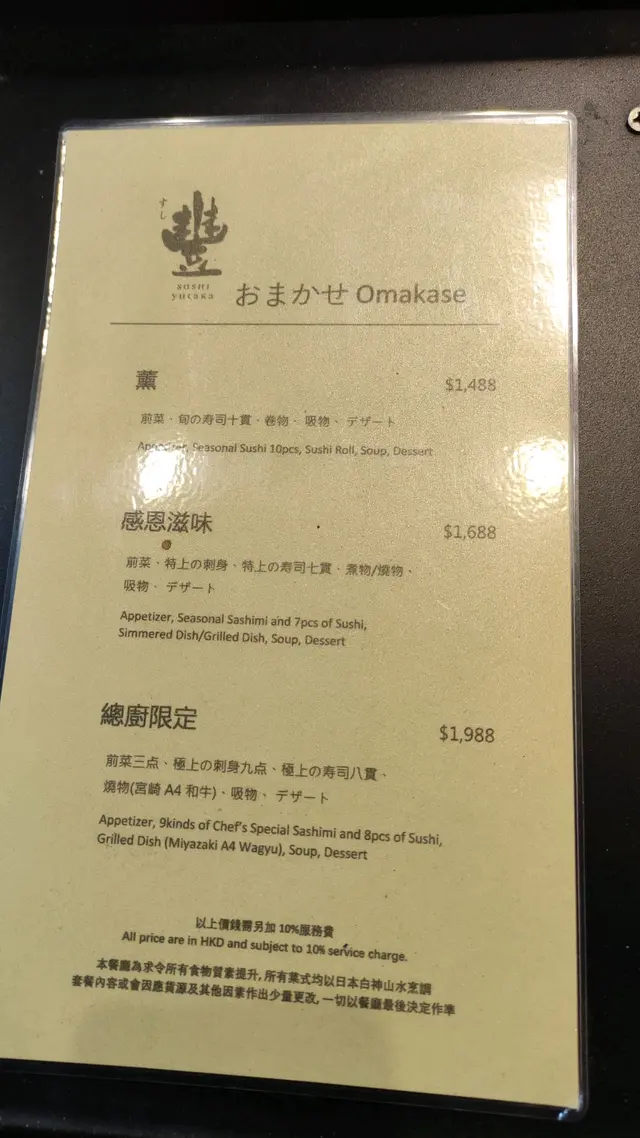 すし
豐
sushi
yutaka
おまかせ Omakase
薫
$1,488
前菜、旬の寿司十貫、巻物、吸物、デザート
Appetizer, Seasonal Sushi 10pcs, Sushi Roll, Soup, Dessert
感恩滋味
$1,688
前菜、特上の刺身、特上の寿司七貫、煮物/燒物、
吸物、デザート
Appetizer, Seasonal Sashimi and 7pcs of Sushi,
Simmered Dish/Grilled Dish, Soup, Dessert
總廚限定
$1,988
前菜三点、極上の刺身九点、極上の寿司八貫、
燒物(宮崎 A4 和牛)、吸物、デザート
Appetizer, 9kinds of Chef's Special Sashimi and 8pcs of Sushi,
Grilled Dish (Miyazaki A4 Wagyu), Soup, Dessert
以上價錢需另加 10%服務費
All price are in HKD and subject to 10% service charge.
本餐廳為求令所有食物質素提升, 所有菜式均以日本白神山水烹調
套餐內容或會因應貨源及其他因素作出少量更改, 一切以餐廳最後決定作準